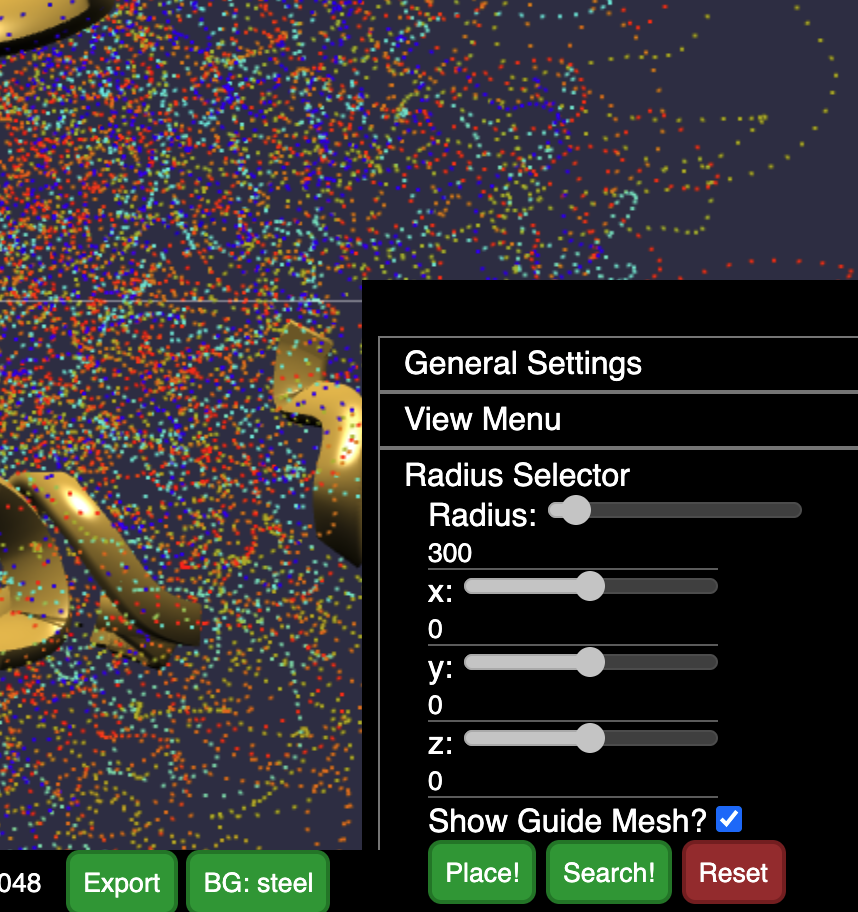 General Settings
View Menu
Radius Selector
Radius:
300
x:
0
y:
0
z:
0
Show Guide Mesh?
Place! Search! Reset
048 Export BG: steel